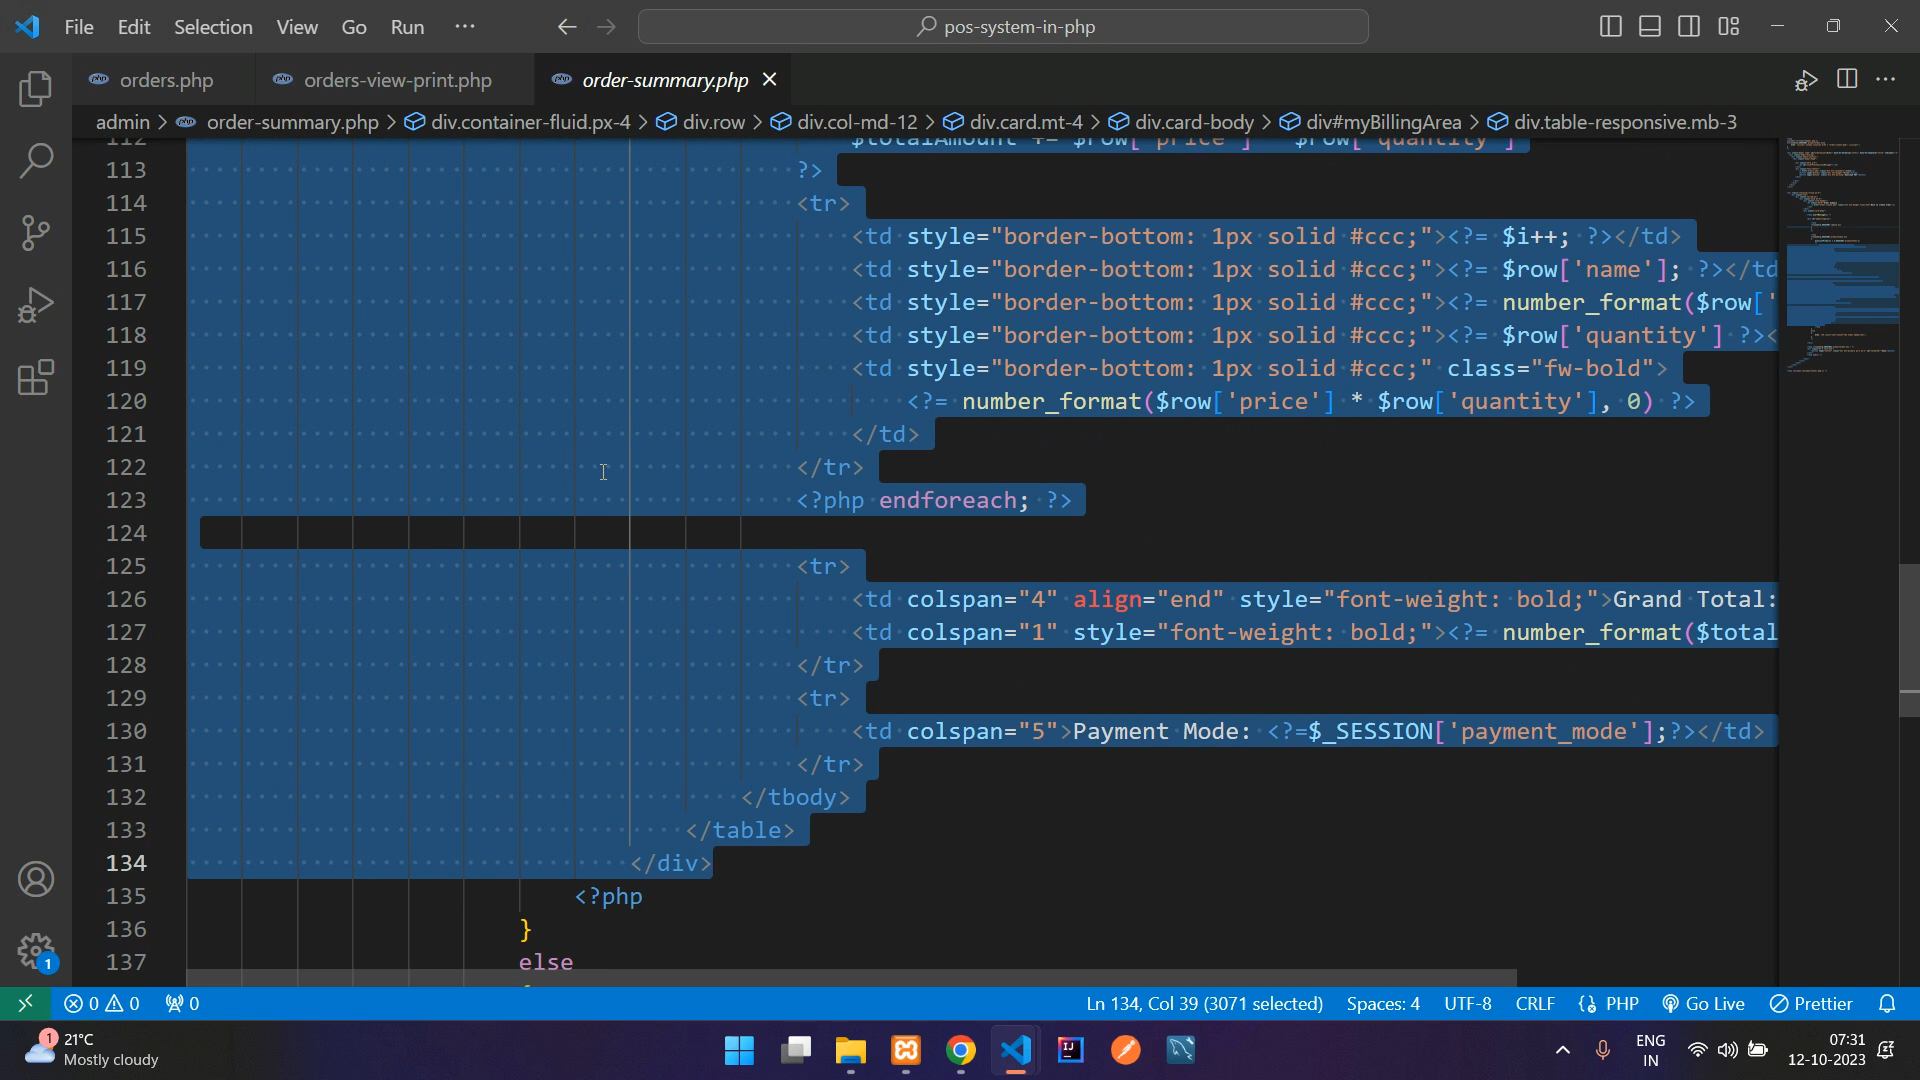 File Edit Selection View Go Run ··· pos-system-in-php
orders.php orders-view-print.php order-summary.php
admin > order-summary.php > div.container-fluid.px-4 > div.row > div.col-md-12 > div.card.mt-4 > div.card-body > div#myBillingArea > div.table-responsive.mb-3
112 $totalAmount += $row['price'] * $row['quantity']
113 ?>
114 <tr>
115 <td style="border-bottom: 1px solid #ccc;"><?= $i++; ?></td>
116 <td style="border-bottom: 1px solid #ccc;"><?= $row['name']; ?></td
117 <td style="border-bottom: 1px solid #ccc;"><?= number_format($row['
118 <td style="border-bottom: 1px solid #ccc;"><?= $row['quantity'] ?><
119 <td style="border-bottom: 1px solid #ccc;" class="fw-bold">
120 <?= number_format($row['price'] * $row['quantity'], 0) ?>
121 </td>
122 </tr>
123 <?php endforeach; ?>
124
125 <tr>
126 <td colspan="4" align="end" style="font-weight: bold;">Grand Total:
127 <td colspan="1" style="font-weight: bold;"><?= number_format($total
128 </tr>
129 <tr>
130 <td colspan="5">Payment Mode: <?=$_SESSION['payment_mode'];?></td>
131 </tr>
132 </tbody>
133 </table>
134 </div>
135 <?php
136 }
137 else
1
0 0 0 Ln 134, Col 39 (3071 selected) Spaces: 4 UTF-8 CRLF PHP Go Live Prettier
1 21°C
Mostly cloudy
ENG
IN
07:31
12-10-2023